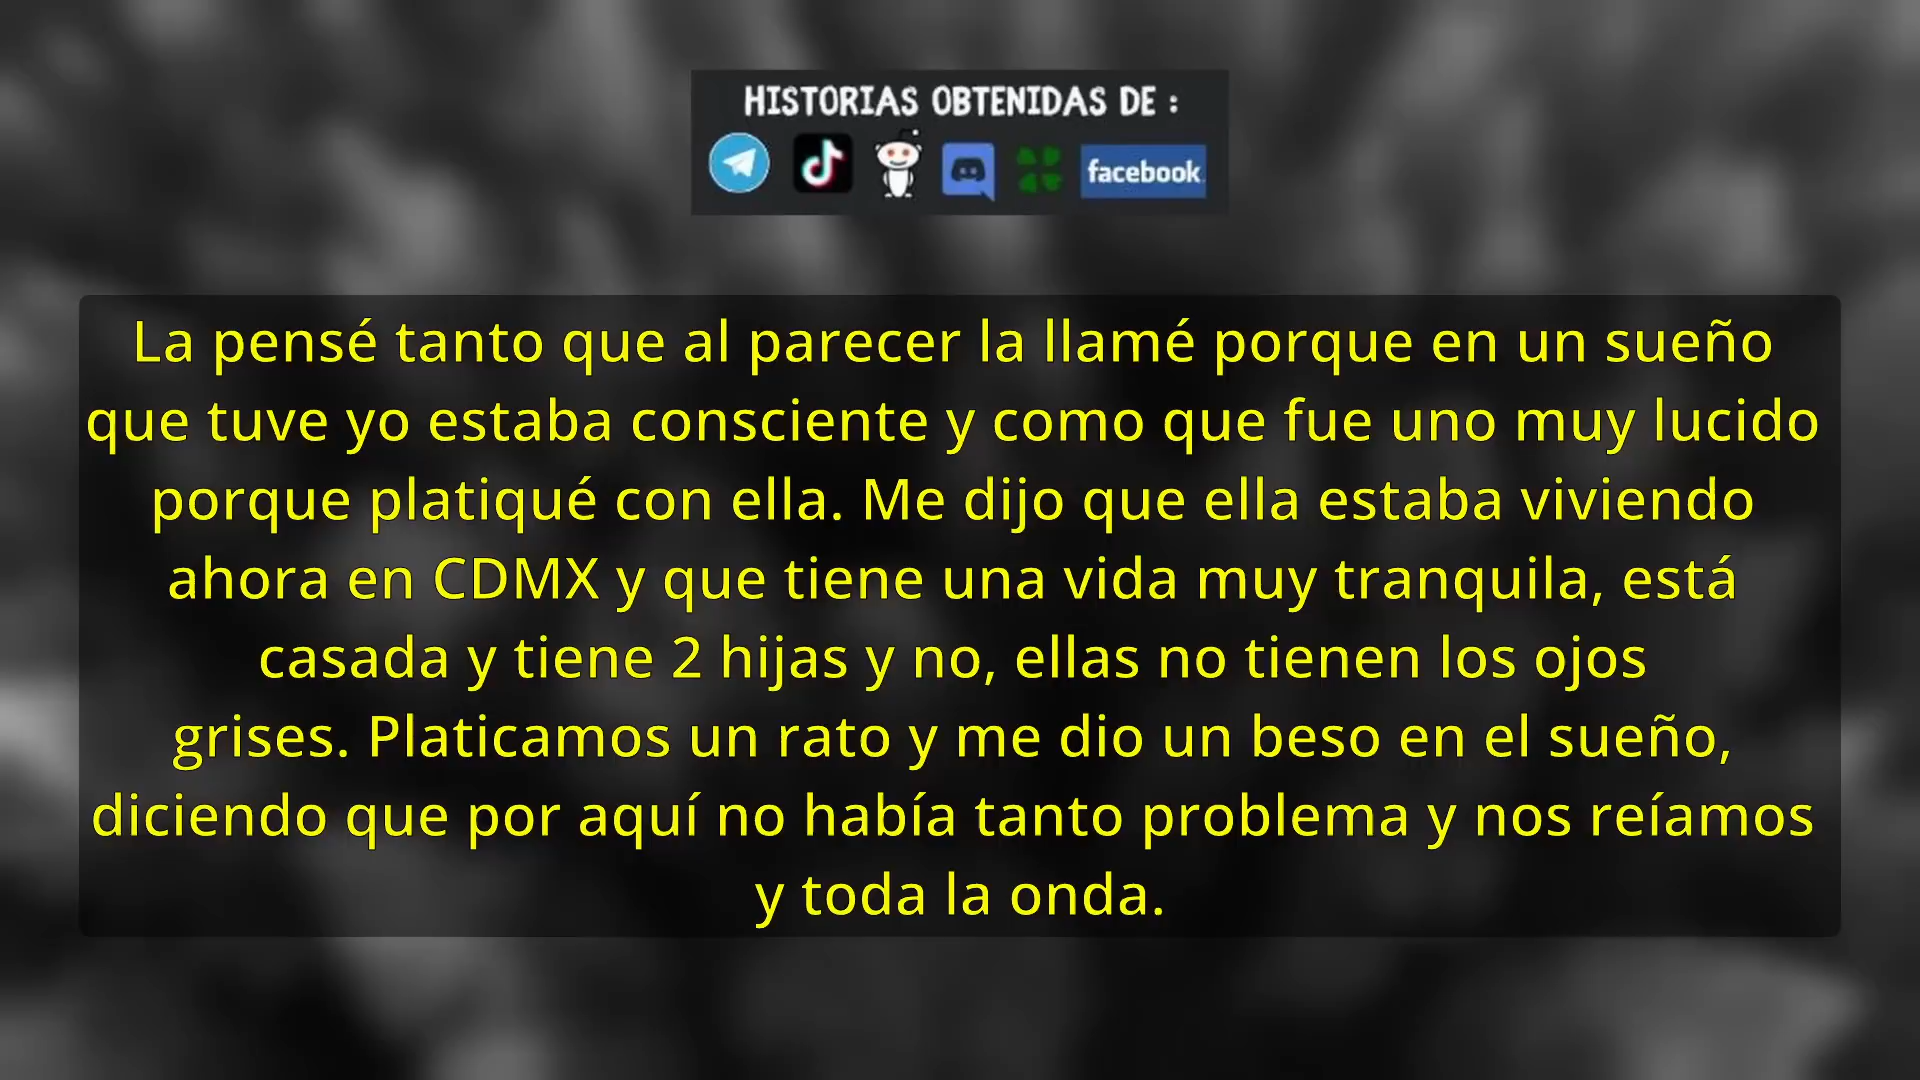 HISTORIAS OBTENIDAS DE :
facebook
La pensé tanto que al parecer la llamé porque en un sueño
que tuve yo estaba consciente y como que fue uno muy lucido
porque platiqué con ella. Me dijo que ella estaba viviendo
ahora en CDMX y que tiene una vida muy tranquila, está
casada y tiene 2 hijas y no, ellas no tienen los ojos
grises. Platicamos un rato y me dio un beso en el sueño,
diciendo que por aquí no había tanto problema y nos reíamos
y toda la onda.